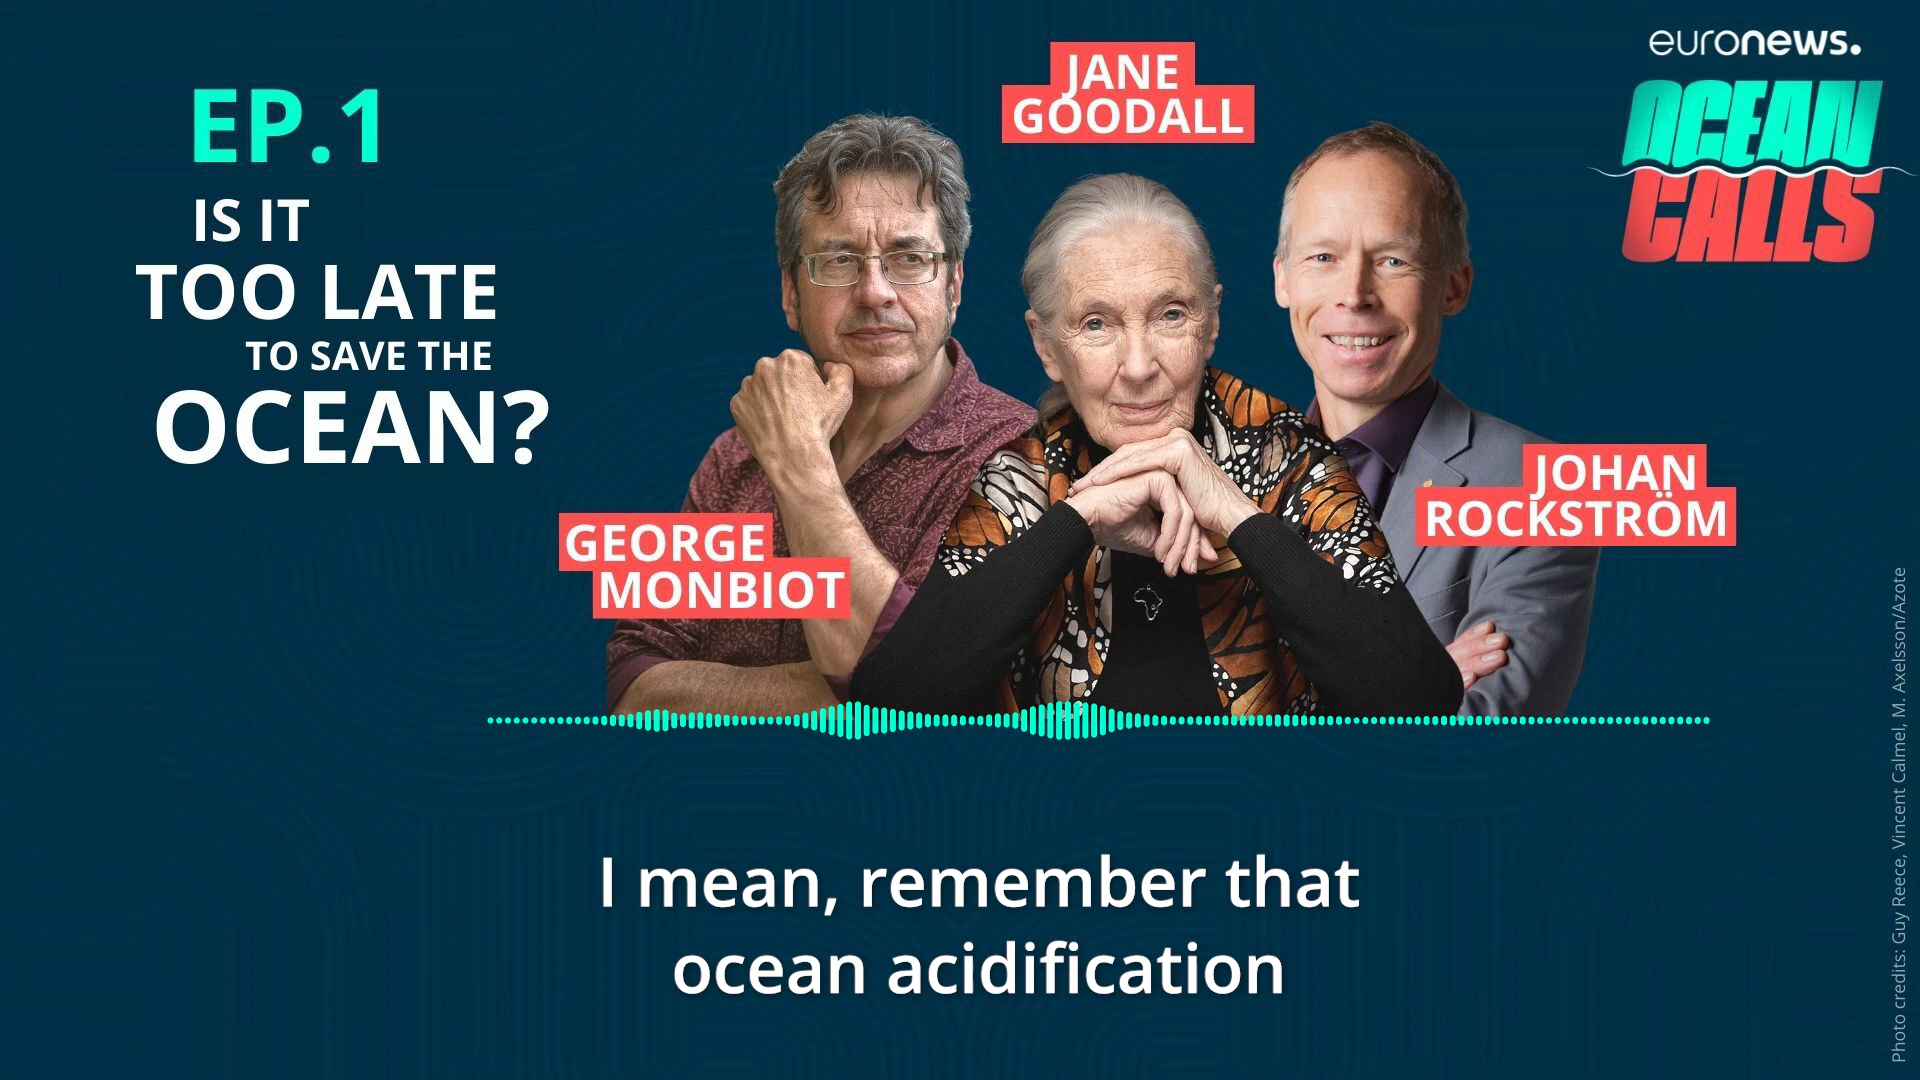 EP.1
IS IT
TOO LATE
TO SAVE THE
OCEAN?
JANE
GOODALL
euronews.
OCEAN
CALLS
GEORGE
MONBIOT
JOHAN
ROCKSTRÖM
I mean, remember that
ocean acidification
Photo credits: Guy Reece, Vincent Calmel, M. Axelsson/Azote